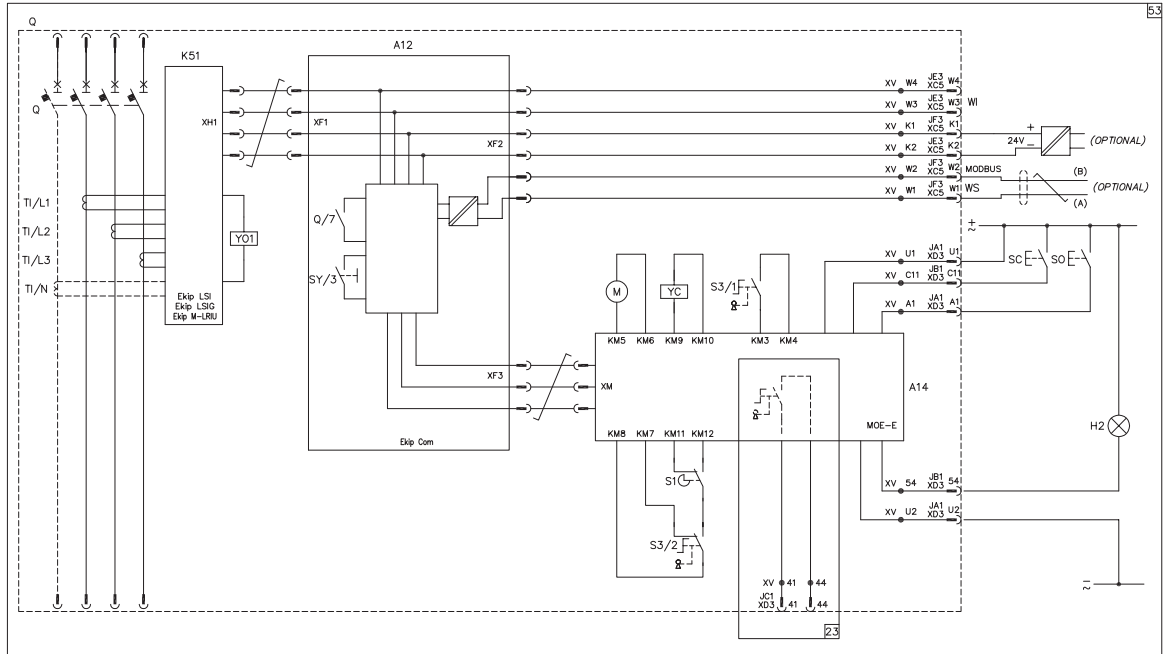 53
Q
K51
A12
Q
XH1
XF1
XF2
XV W4 JE3 XC5 W4
XV W3 JE3 XC5 W3 WI
XV K1 JF3 XC5 K1 +
24V − (OPTIONAL)
XV K2 JE3 XC5 K2
XV W2 JF3 XC5 W2 MODBUS (B)
(OPTIONAL)
XV W1 JF3 XC5 W1 WS (A)
TI/L1
TI/L2
TI/L3
TI/N
YO1
Q/7
SY/3
Ekip LSI
Ekip LSIG
Ekip M-LRIU
+
~
XV U1 JA1 XD3 U1
SC SO
XV C11 JB1 XD3 C11
XV A1 JA1 XD3 A1
M
YC
S3/1
KM5 KM6 KM9 KM10 KM3 KM4
XF3
XM
A14
MOE-E
KM8 KM7 KM11 KM12
Ekip Com
H2
S1
S3/2
XV 54 JB1 XD3 54
XV U2 JA1 XD3 U2
XV 41 44
JC1
XD3 41 44
−
~
23